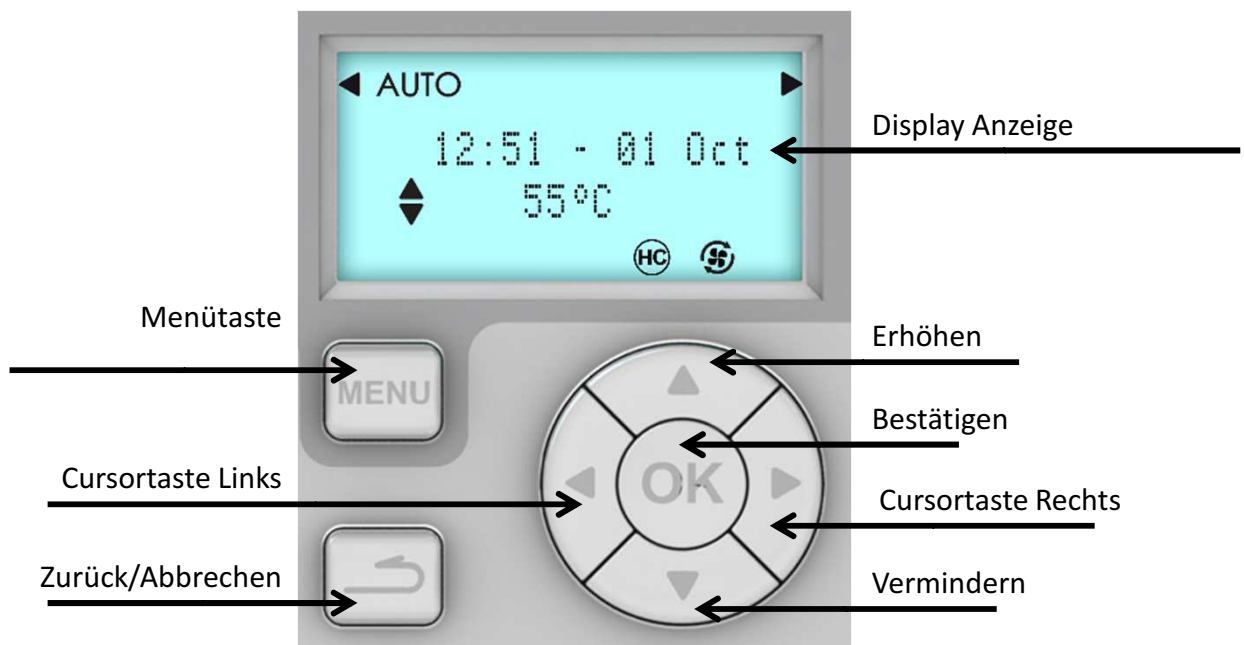 AUTO
Display Anzeige
12:51 - 01 Oct
55ºC
HC
Menütaste
Erhöhen
MENU
Bestätigen
Cursortaste Links
OK
Cursortaste Rechts
Zurück/Abbrechen
Vermindern